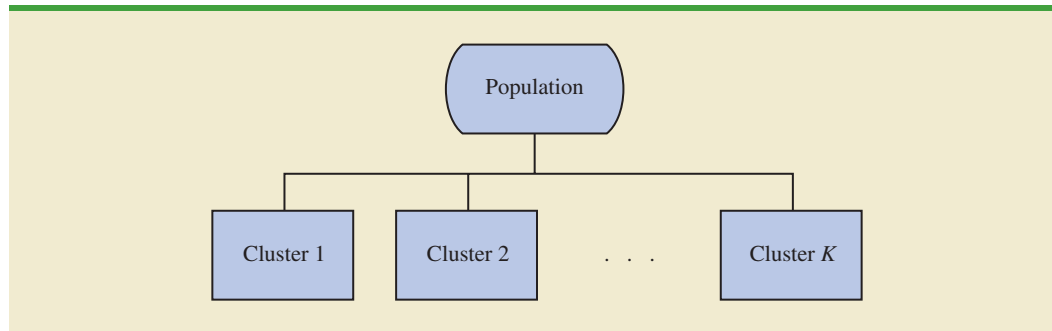 Population
Cluster 1 Cluster 2 . . . Cluster K